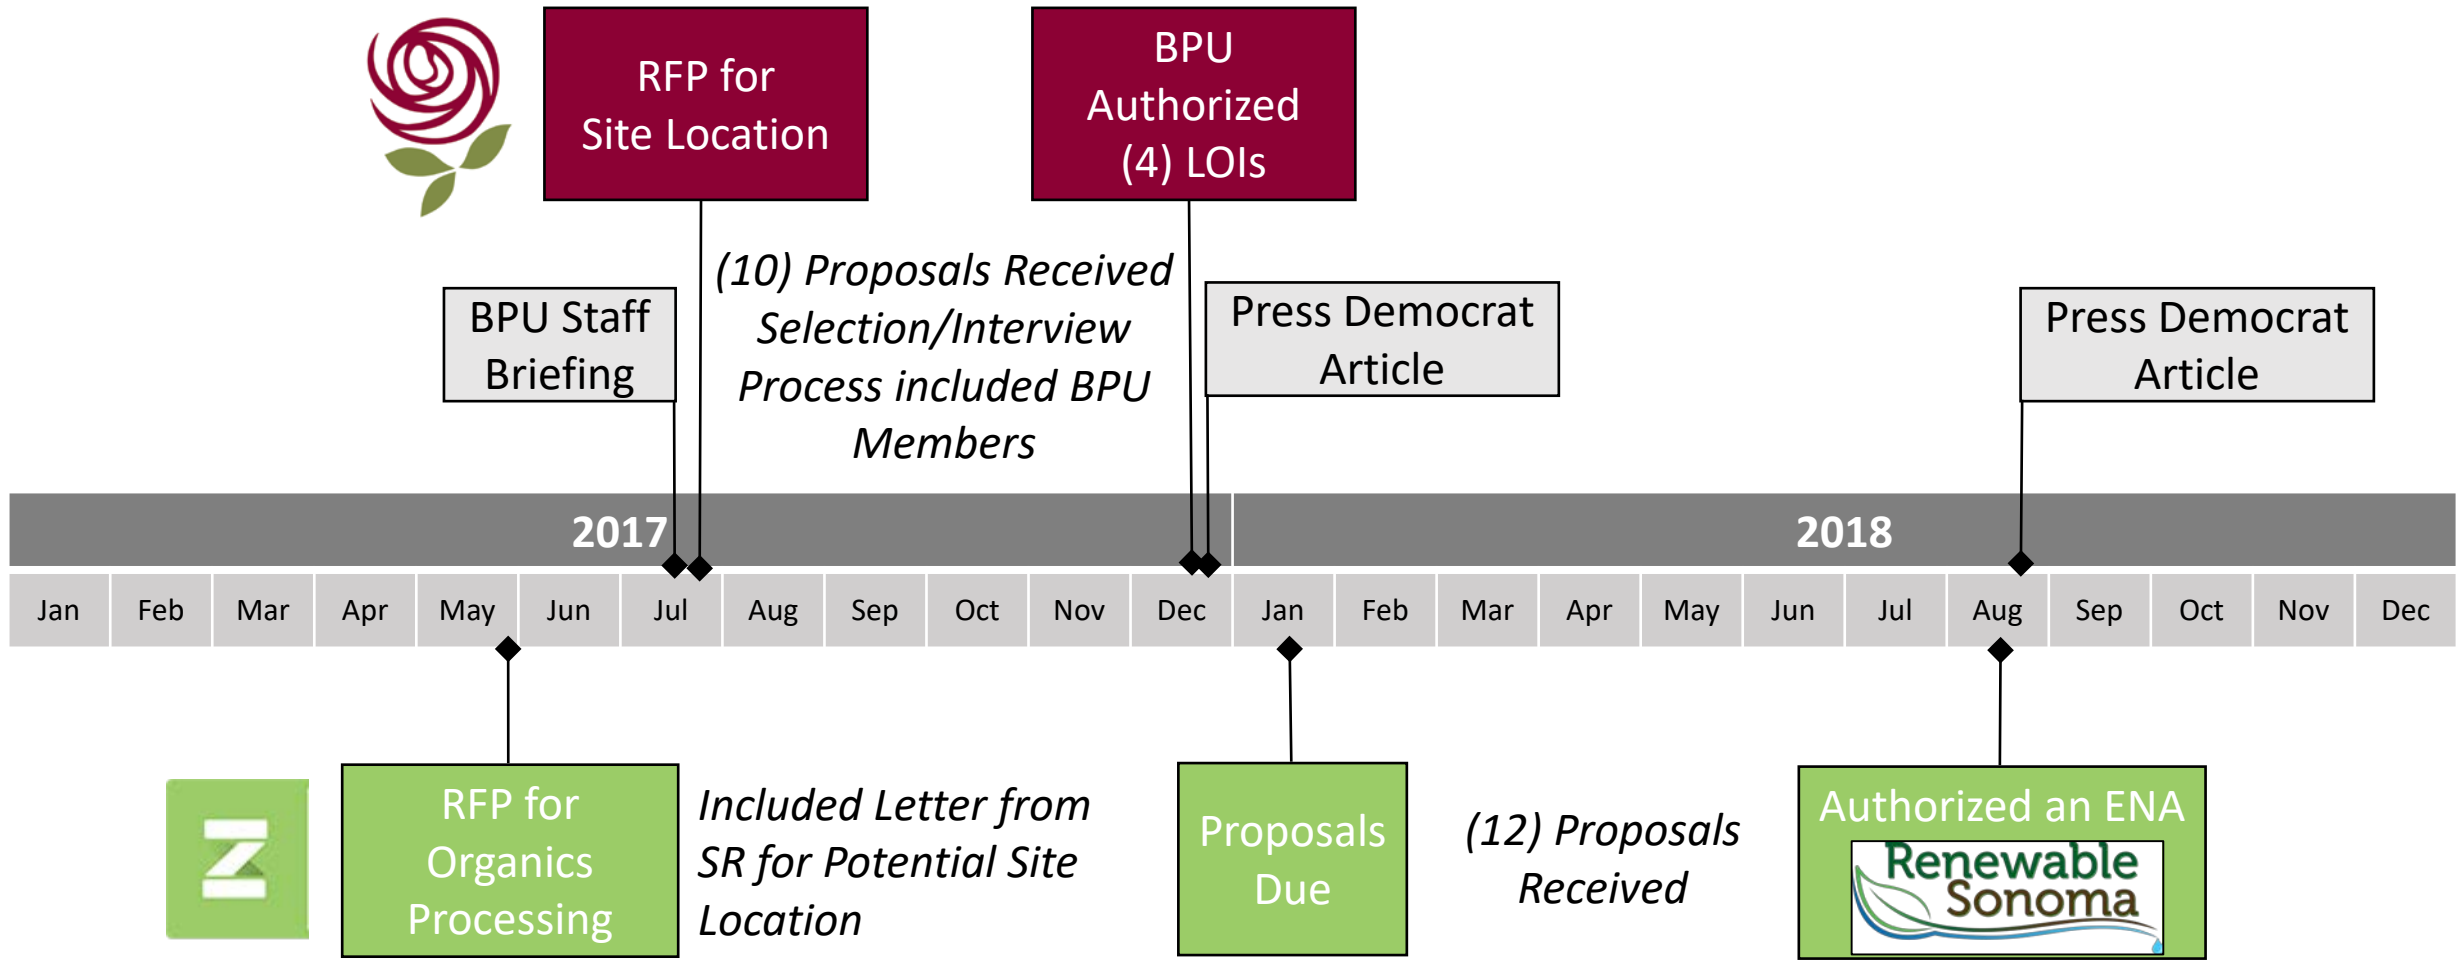 RFP for
Site Location
BPU
Authorized
(4) LOIs
(10) Proposals Received
Selection/Interview
Process included BPU
Members
BPU Staff
Briefing
Press Democrat
Article
Press Democrat
Article
2017
2018
Jan Feb Mar Apr May Jun Jul Aug Sep Oct Nov Dec Jan Feb Mar Apr May Jun Jul Aug Sep Oct Nov Dec
RFP for
Organics
Processing
Included Letter from
SR for Potential Site
Location
Proposals
Due
(12) Proposals
Received
Authorized an ENA
Renewable
Sonoma